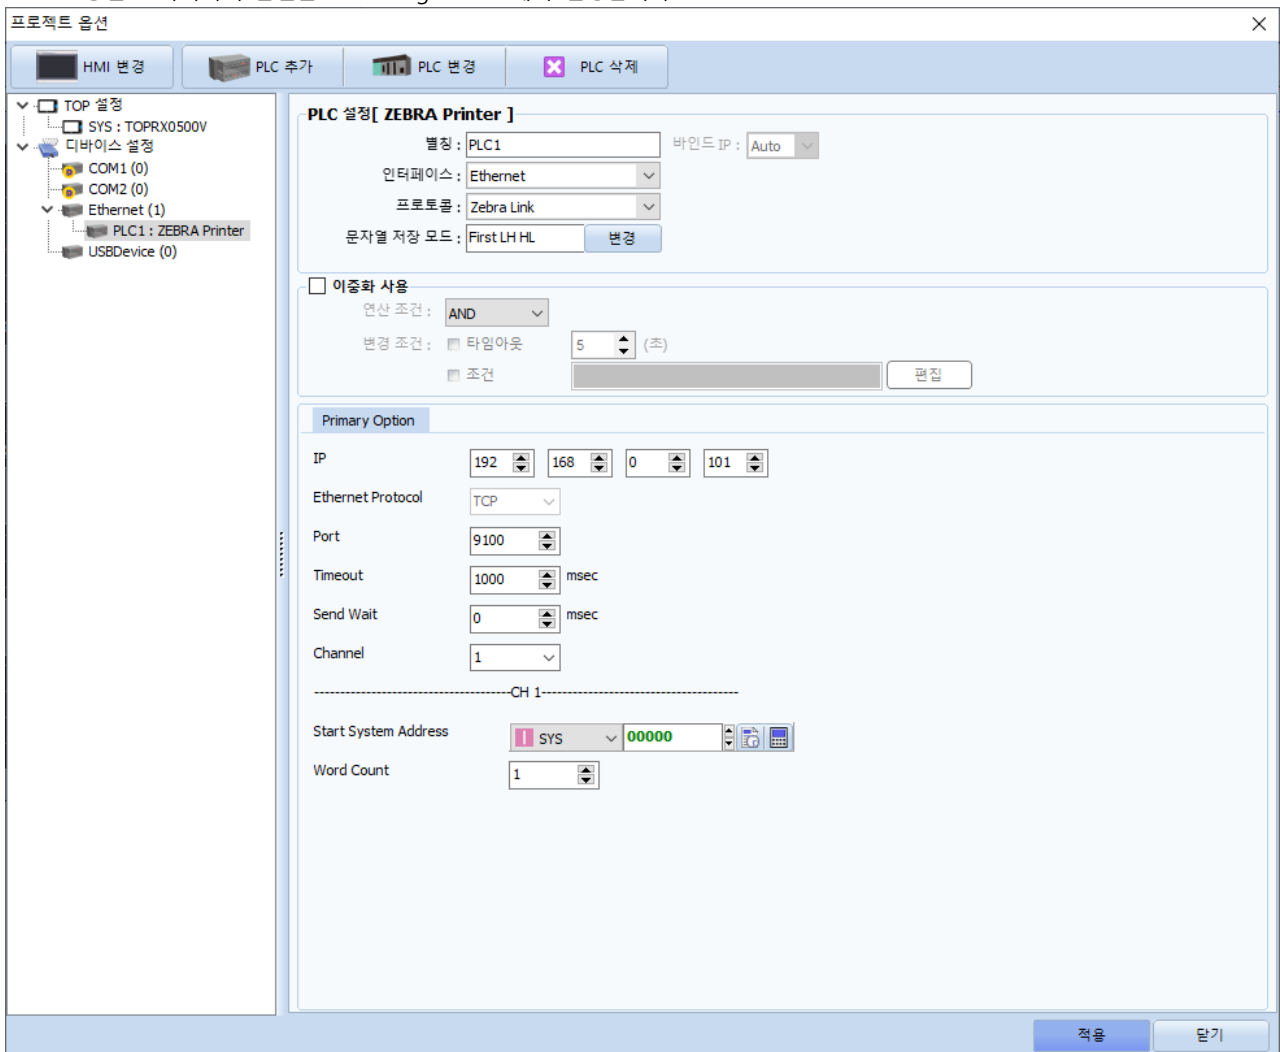 프로젝트 옵션
HMI 변경 PLC 추가 PLC 변경 PLC 삭제
TOP 설정
SYS : TOPRX0500V
디바이스 설정
COM1 (0)
COM2 (0)
Ethernet (1)
PLC1 : ZEBRA Printer
USBDevice (0)
PLC 설정[ ZEBRA Printer ]
별칭 : PLC1 바인드 IP : Auto
인터페이스 : Ethernet
프로토콜 : Zebra Link
문자열 저장 모드 : First LH HL 변경
이중화 사용
연산 조건 : AND
변경 조건 : 타임아웃 5 (초)
조건 편집
Primary Option
IP 192 168 0 101
Ethernet Protocol TCP
Port 9100
Timeout 1000 msec
Send Wait 0 msec
Channel 1
--------------------------------------CH 1--------------------------------------
Start System Address SYS 00000
Word Count 1
적용 닫기